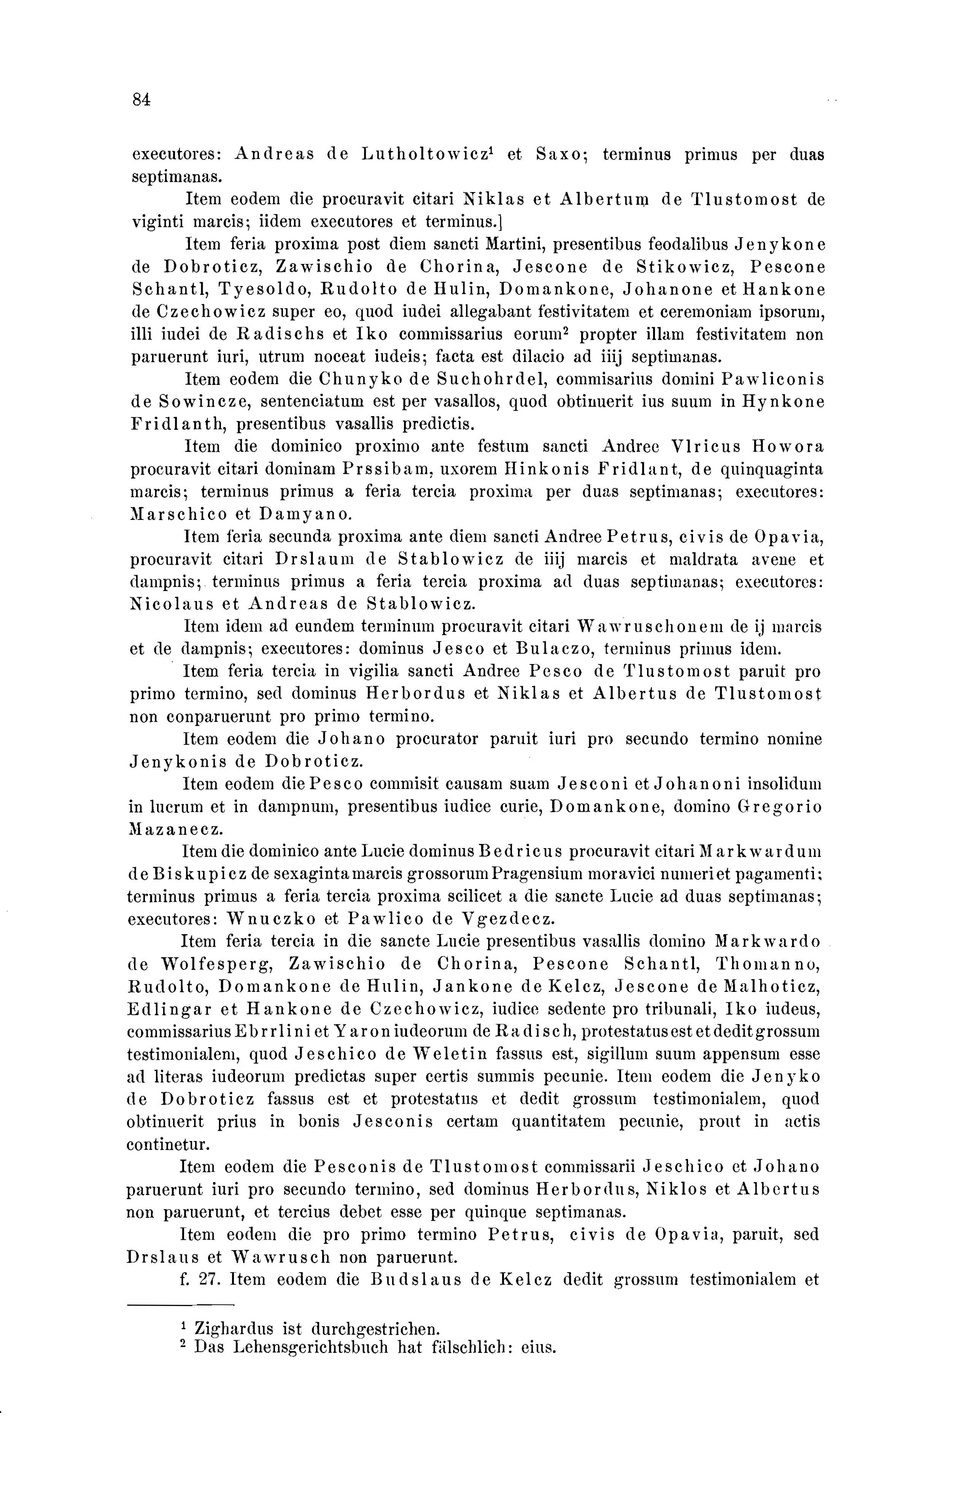 84
executores: Andreas de Lutholtowicz¹ et Saxo; terminus primus per duas
septimanas.
Item eodem die procuravit citari Niklas et Albertum de Tlustomost de
viginti marcis; iidem executores et terminus.]
Item feria proxima post diem sancti Martini, presentibus feodalibus Jenykone
de Dobroticz, Zawischio de Chorina, Jescone de Stikowicz, Pescone
Schantl, Tyesoldo, Rudolto de Hulin, Domankone, Johanone et Hankone
de Czechowicz super eo, quod iudei allegabant festivitatem et ceremoniam ipsorum,
illi iudei de Radischs et Iko commissarius eorum² propter illam festivitatem non
paruerunt iuri, utrum noceat iudeis; facta est dilacio ad iiij septimanas.
Item eodem die Chunyko de Suchohrdel, commisarius domini Pawliconis
de Sowincze, sentenciatum est per vasallos, quod obtinuerit ius suum in Hynkone
Fridlanth, presentibus vasallis predictis.
Item die dominico proximo ante festum sancti Andree Vlricus Howora
procuravit citari dominam Prssibam, uxorem Hinkonis Fridlant, de quinquaginta
marcis; terminus primus a feria tercia proxima per duas septimanas; executores:
Marschico et Damyano.
Item feria secunda proxima ante diem sancti Andree Petrus, civis de Opavia,
procuravit citari Drslaum de Stablowicz de iiij marcis et maldrata avene et
dampnis; terminus primus a feria tercia proxima ad duas septimanas; executores:
Nicolaus et Andreas de Stablowicz.
Item idem ad eundem terminum procuravit citari Wawruschonem de ij marcis
et de dampnis; executores: dominus Jesco et Bulaczo, terminus primus idem.
Item feria tercia in vigilia sancti Andree Pesco de Tlustomost paruit pro
primo termino, sed dominus Herbordus et Niklas et Albertus de Tlustomost
non conparuerunt pro primo termino.
Item eodem die Johano procurator paruit iuri pro secundo termino nomine
Jenykonis de Dobroticz.
Item eodem die Pesco commisit causam suam Jesconi et Johanoni insolidum
in lucrum et in dampnum, presentibus iudice curie, Domankone, domino Gregorio
Mazanecz.
Item die dominico ante Lucie dominus Bedricus procuravit citari Markwardum
de Biskupicz de sexaginta marcis grossorum Pragensium moravici numeri et pagamenti;
terminus primus a feria tercia proxima scilicet a die sancte Lucie ad duas septimanas;
executores: Wnuczko et Pawlico de Vgezdecz.
Item feria tercia in die sancte Lucie presentibus vasallis domino Markwardo
de Wolfesperg, Zawischio de Chorina, Pescone Schantl, Thomanno,
Rudolto, Domankone de Hulin, Jankone de Kelcz, Jescone de Malhoticz,
Edlingar et Hankone de Czechowicz, iudice sedente pro tribunali, Iko iudeus,
commissarius Ebrrlini et Yaron iudeorum de Radisch, protestatus est et dedit grossum
testimonialem, quod Jeschico de Weletin fassus est, sigillum suum appensum esse
ad literas iudeorum predictas super certis summis pecunie. Item eodem die Jenyko
de Dobroticz fassus est et protestatus et dedit grossum testimonialem, quod
obtinuerit prius in bonis Jesconis certam quantitatem pecunie, prout in actis
continetur.
Item eodem die Pesconis de Tlustomost commissarii Jeschico et Johano
paruerunt iuri pro secundo termino, sed dominus Herbordus, Niklos et Albertus
non paruerunt, et tercius debet esse per quinque septimanas.
Item eodem die pro primo termino Petrus, civis de Opavia, paruit, sed
Drslaus et Wawrusch non paruerunt.
f. 27. Item eodem die Budslaus de Kelcz dedit grossum testimonialem et
¹ Zighardus ist durchgestrichen.
² Das Lehensgerichtsbuch hat fälschlich: eius.